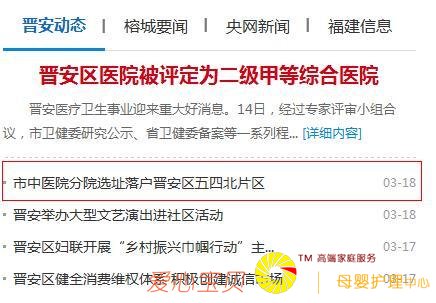 晋安动态 | 榕城要闻 | 央网新闻 | 福建信息
晋安区医院被评定为二级甲等综合医院
晋安医疗卫生事业迎来重大好消息。14日，经过专家评审小组合
议，市卫健委研究公示、省卫健委备案等一系列程... [详细内容]
市中医院分院选址落户晋安区五四北片区 03-18
晋安举办大型文艺演出进社区活动 03-18
晋安区妇联开展“乡村振兴巾帼行动”主... 03-17
TM 高端家庭服务
晋安区健全消费维权体系 积极创建诚信市场 03-17
爱心宝贝 母婴护理中心